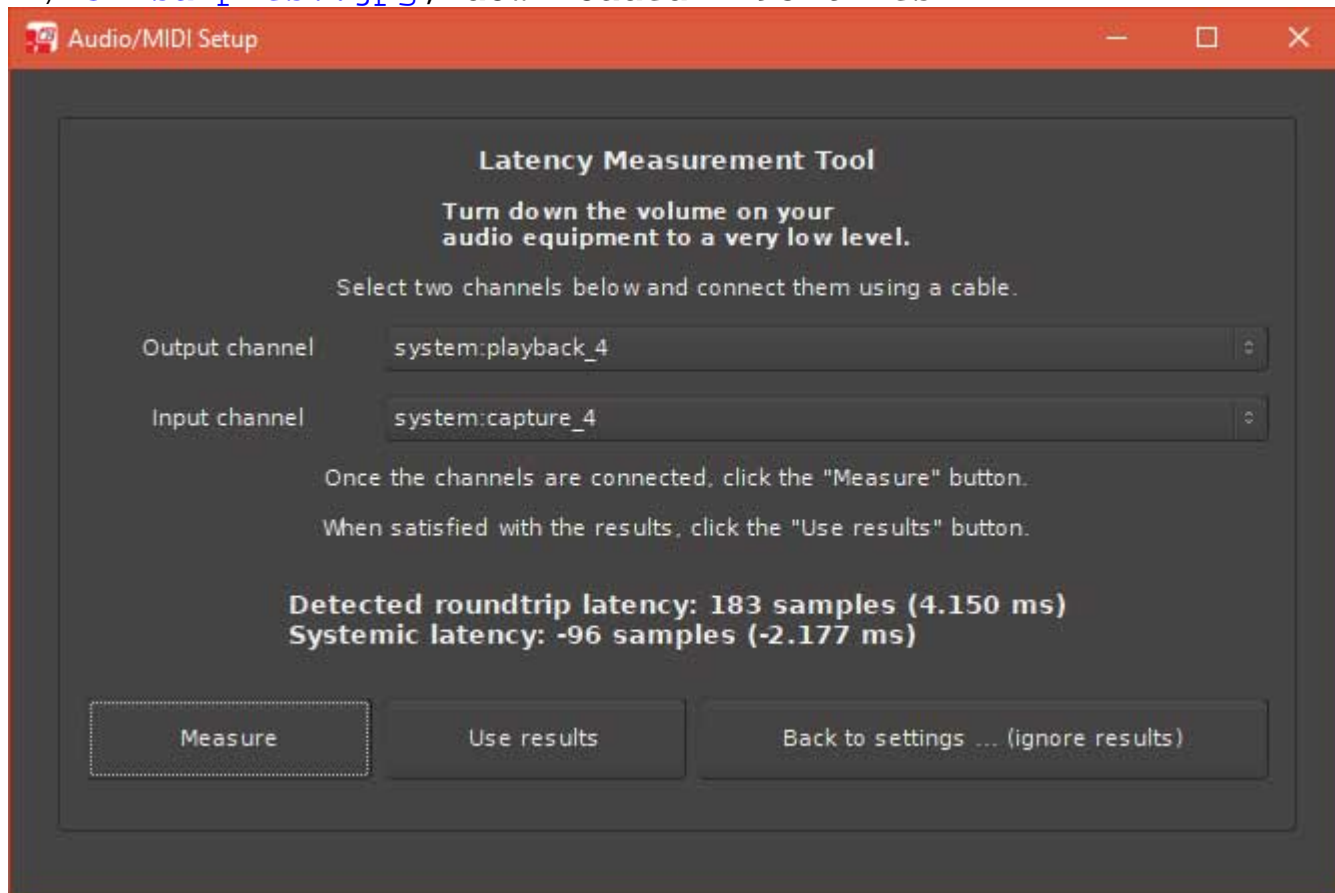 Audio/MIDI Setup
Latency Measurement Tool
Turn down the volume on your
audio equipment to a very low level.
Select two channels below and connect them using a cable.
Output channel system:playback_4
Input channel system:capture_4
Once the channels are connected, click the "Measure" button.
When satisfied with the results, click the "Use results" button.
Detected roundtrip latency: 183 samples (4.150 ms)
Systemic latency: -96 samples (-2.177 ms)
Measure Use results Back to settings ... (ignore results)